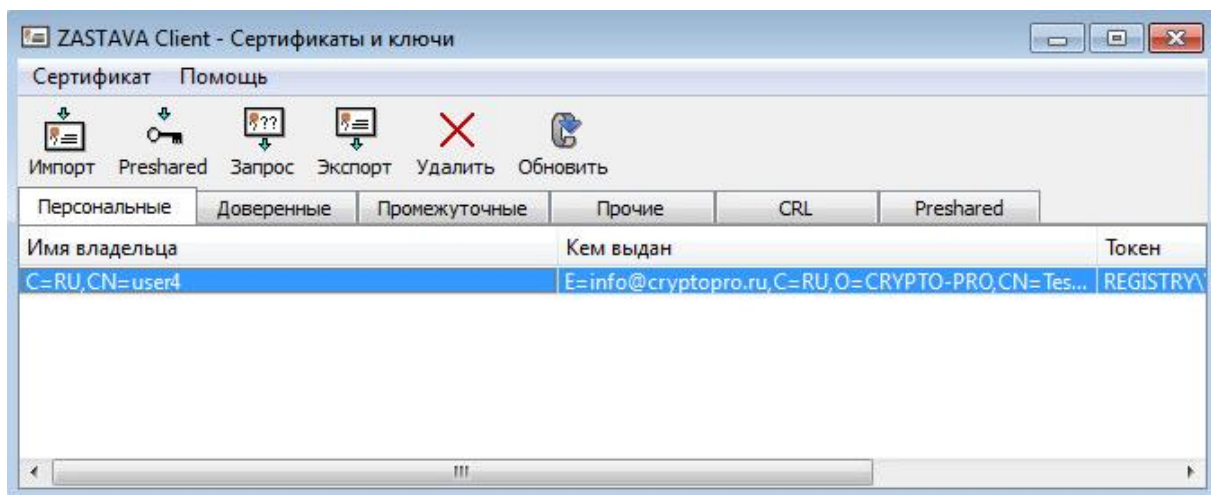 ZASTAVA Client - Сертификаты и ключи
Сертификат Помощь
Импорт Preshared Запрос Экспорт Удалить Обновить
Персональные Доверенные Промежуточные Прочие CRL Preshared
Имя владельца Кем выдан Токен
C=RU,CN=user4 E=info@cryptopro.ru,C=RU,O=CRYPTO-PRO,CN=Tes... REGISTRY\